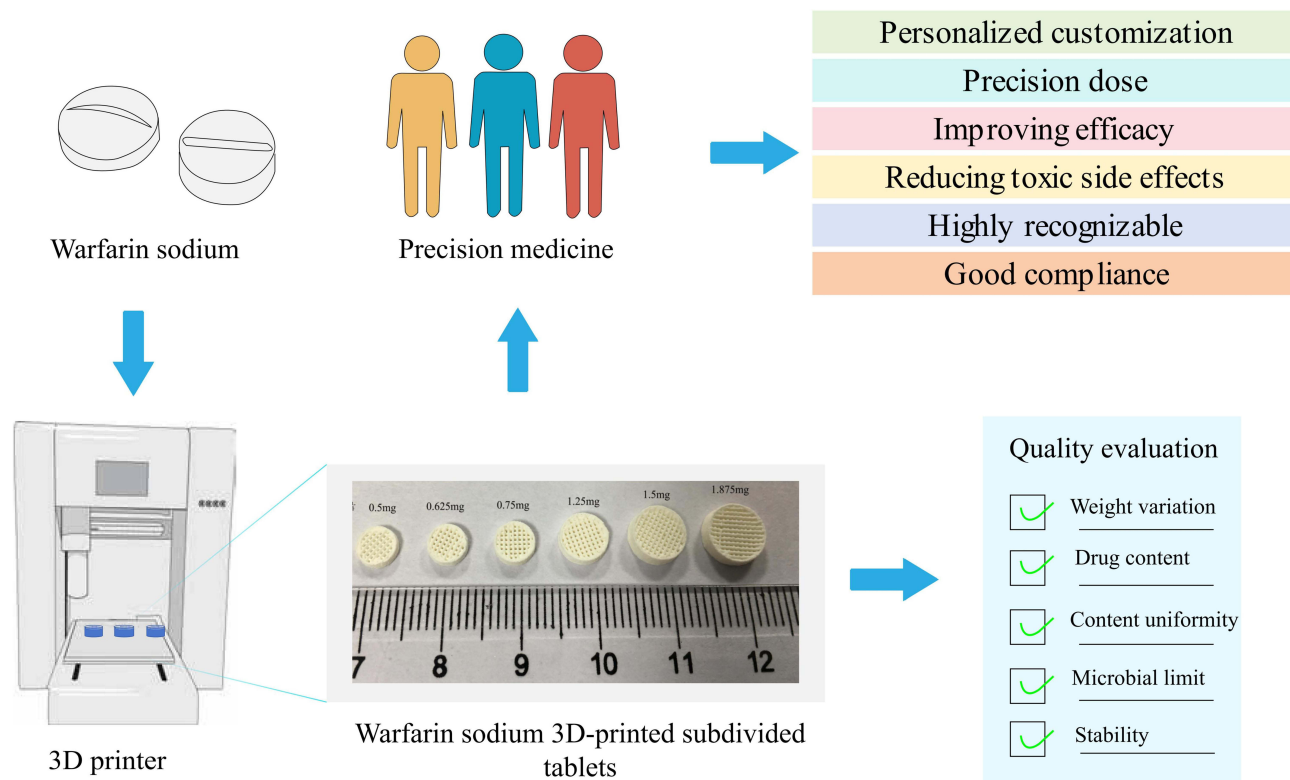 Warfarin sodium
Precision medicine
Personalized customization
Precision dose
Improving efficacy
Reducing toxic side effects
Highly recognizable
Good compliance
3D printer
0.5mg
0.625mg
0.75mg
1.25mg
1.5mg
1.875mg
7 8 9 10 11 12
Warfarin sodium 3D-printed subdivided
tablets
Quality evaluation
Weight variation
Drug content
Content uniformity
Microbial limit
Stability